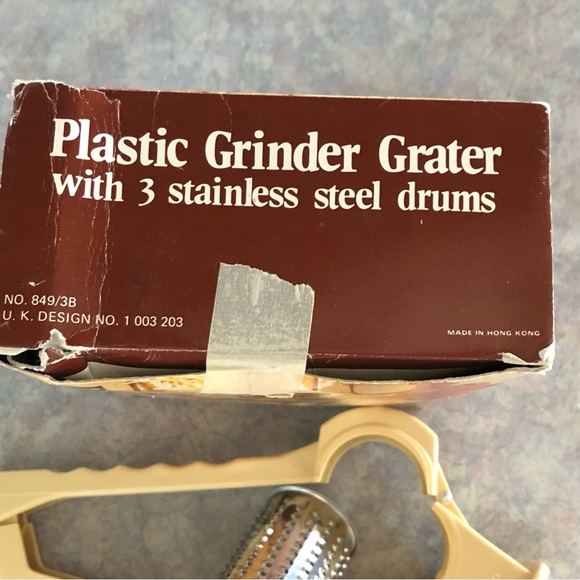 Plastic Grinder Grater
with 3 stainless steel drums
NO. 849/3B
U. K. DESIGN NO. 1 003 203
MADE IN HONG KONG